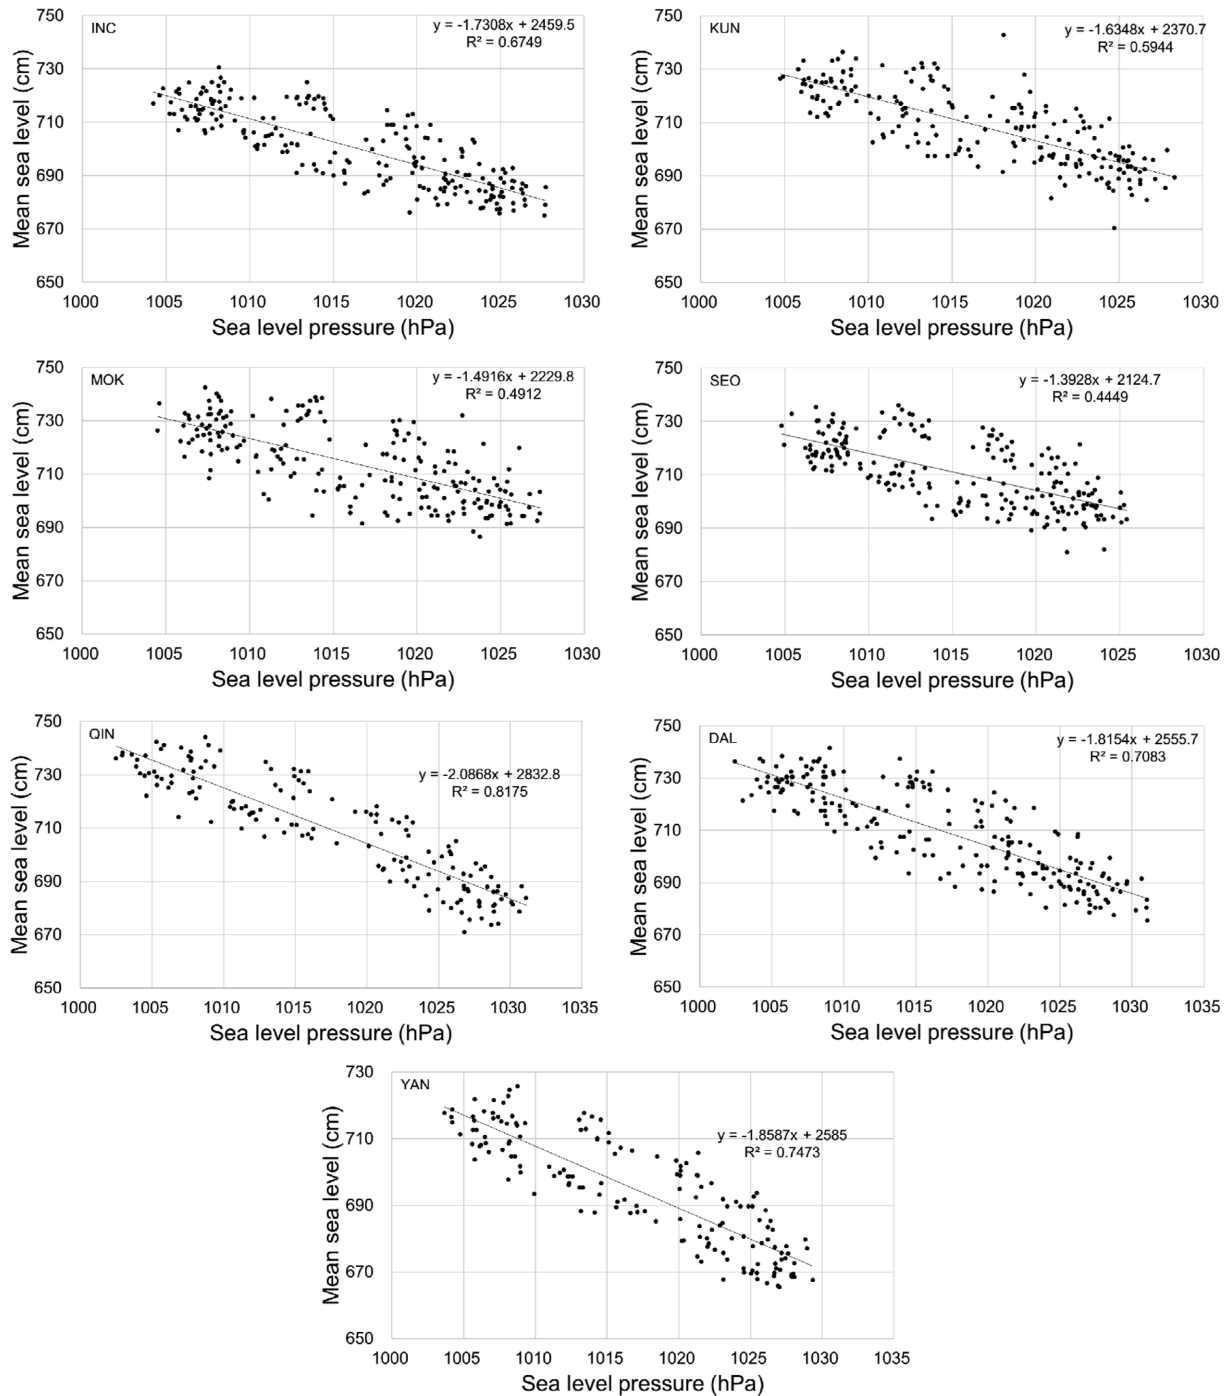 INC
y = -1.7308x + 2459.5
R² = 0.6749
750
730
710
690
670
650
Mean sea level (cm)
1000 1005 1010 1015 1020 1025 1030
Sea level pressure (hPa)
KUN
y = -1.6348x + 2370.7
R² = 0.5944
750
730
710
690
670
650
Mean sea level (cm)
1000 1005 1010 1015 1020 1025 1030
Sea level pressure (hPa)
MOK
y = -1.4916x + 2229.8
R² = 0.4912
750
730
710
690
670
650
Mean sea level (cm)
1000 1005 1010 1015 1020 1025 1030
Sea level pressure (hPa)
SEO
y = -1.3928x + 2124.7
R² = 0.4449
750
730
710
690
670
650
Mean sea level (cm)
1000 1005 1010 1015 1020 1025 1030
Sea level pressure (hPa)
QIN
y = -2.0868x + 2832.8
R² = 0.8175
750
730
710
690
670
650
Mean sea level (cm)
1000 1005 1010 1015 1020 1025 1030 1035
Sea level pressure (hPa)
DAL
y = -1.8154x + 2555.7
R² = 0.7083
750
730
710
690
670
650
Mean sea level (cm)
1000 1005 1010 1015 1020 1025 1030 1035
Sea level pressure (hPa)
YAN
y = -1.8587x + 2585
R² = 0.7473
730
710
690
670
650
Mean sea level (cm)
1000 1005 1010 1015 1020 1025 1030 1035
Sea level pressure (hPa)